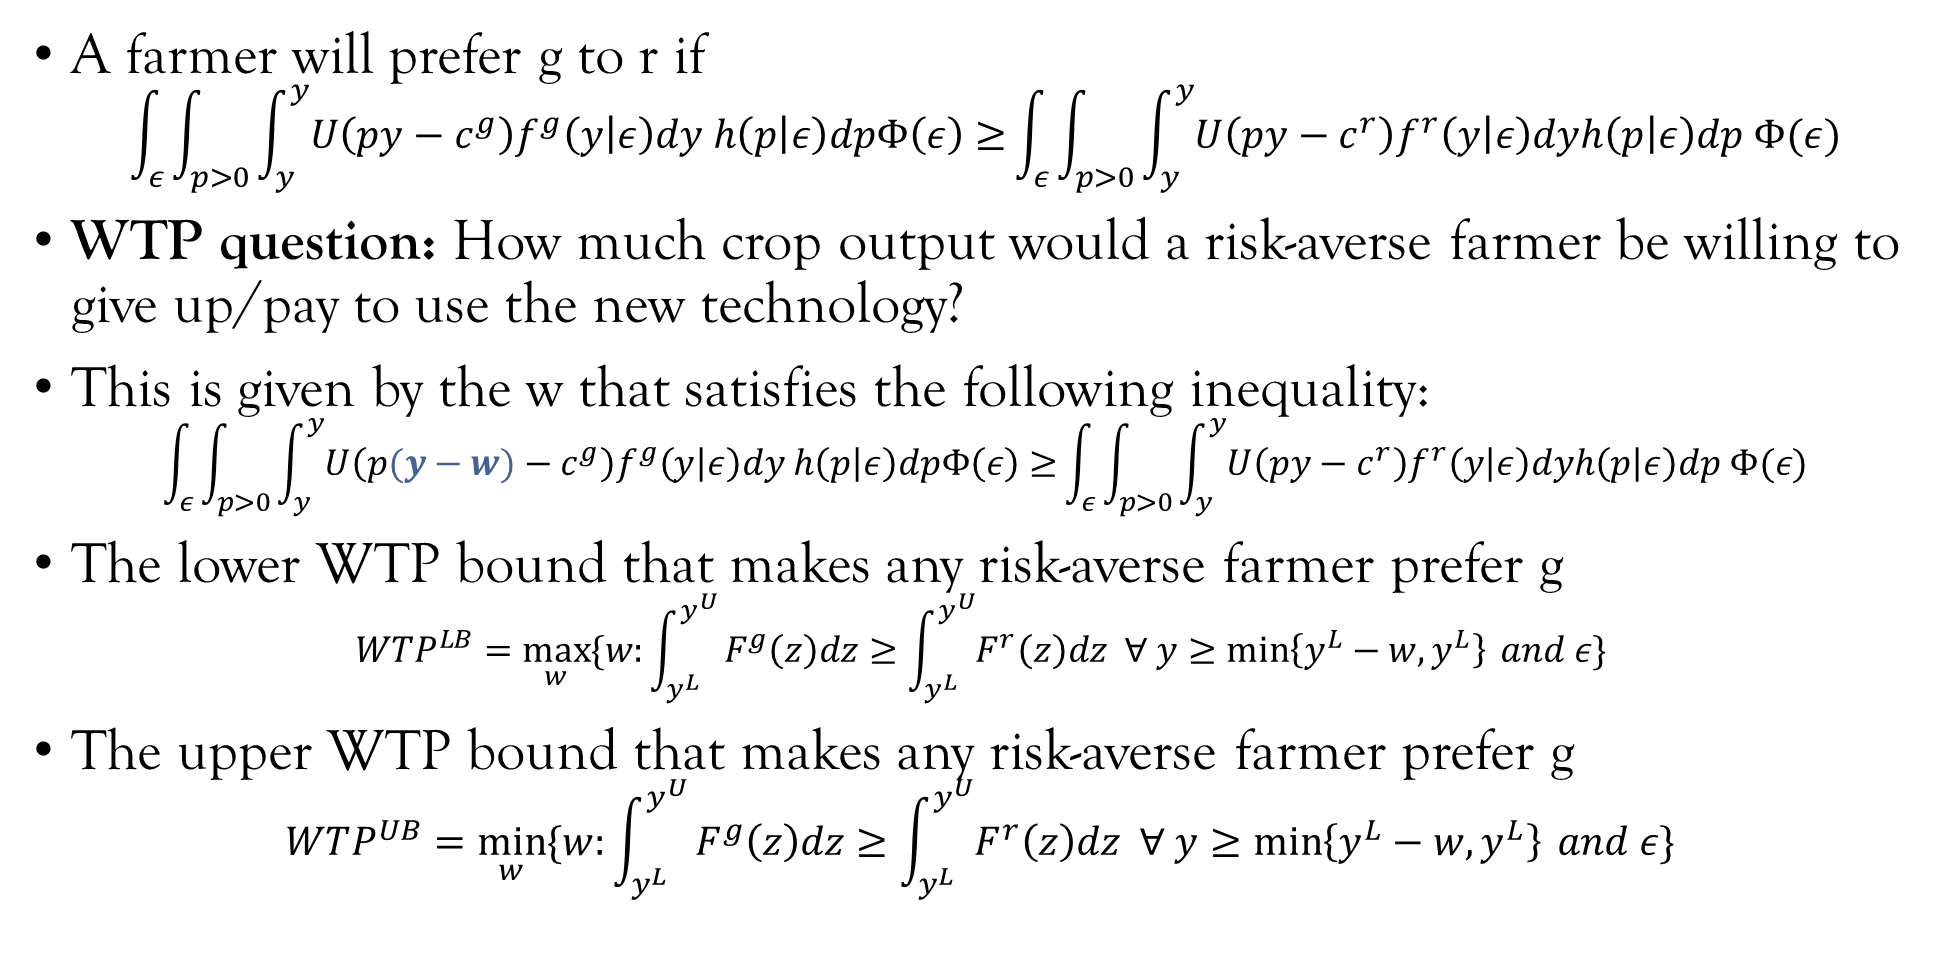 • A farmer will prefer g to r if
∫_ϵ ∫_{p>0} ∫_y^y U(py − c^g)f^g(y|ϵ)dy h(p|ϵ)dpΦ(ϵ) ≥ ∫_ϵ ∫_{p>0} ∫_y^y U(py − c^r)f^r(y|ϵ)dyh(p|ϵ)dp Φ(ϵ)
• WTP question: How much crop output would a risk-averse farmer be willing to
give up/pay to use the new technology?
• This is given by the w that satisfies the following inequality:
∫_ϵ ∫_{p>0} ∫_y^y U(p(y − w) − c^g)f^g(y|ϵ)dy h(p|ϵ)dpΦ(ϵ) ≥ ∫_ϵ ∫_{p>0} ∫_y^y U(py − c^r)f^r(y|ϵ)dyh(p|ϵ)dp Φ(ϵ)
• The lower WTP bound that makes any risk-averse farmer prefer g
WTP^{LB} = max_w{w: ∫_{y^L}^{y^U} F^g(z)dz ≥ ∫_{y^L}^{y^U} F^r(z)dz ∀ y ≥ min{y^L − w, y^L} and ϵ}
• The upper WTP bound that makes any risk-averse farmer prefer g
WTP^{UB} = min_w{w: ∫_{y^L}^{y^U} F^g(z)dz ≥ ∫_{y^L}^{y^U} F^r(z)dz ∀ y ≥ min{y^L − w, y^L} and ϵ}